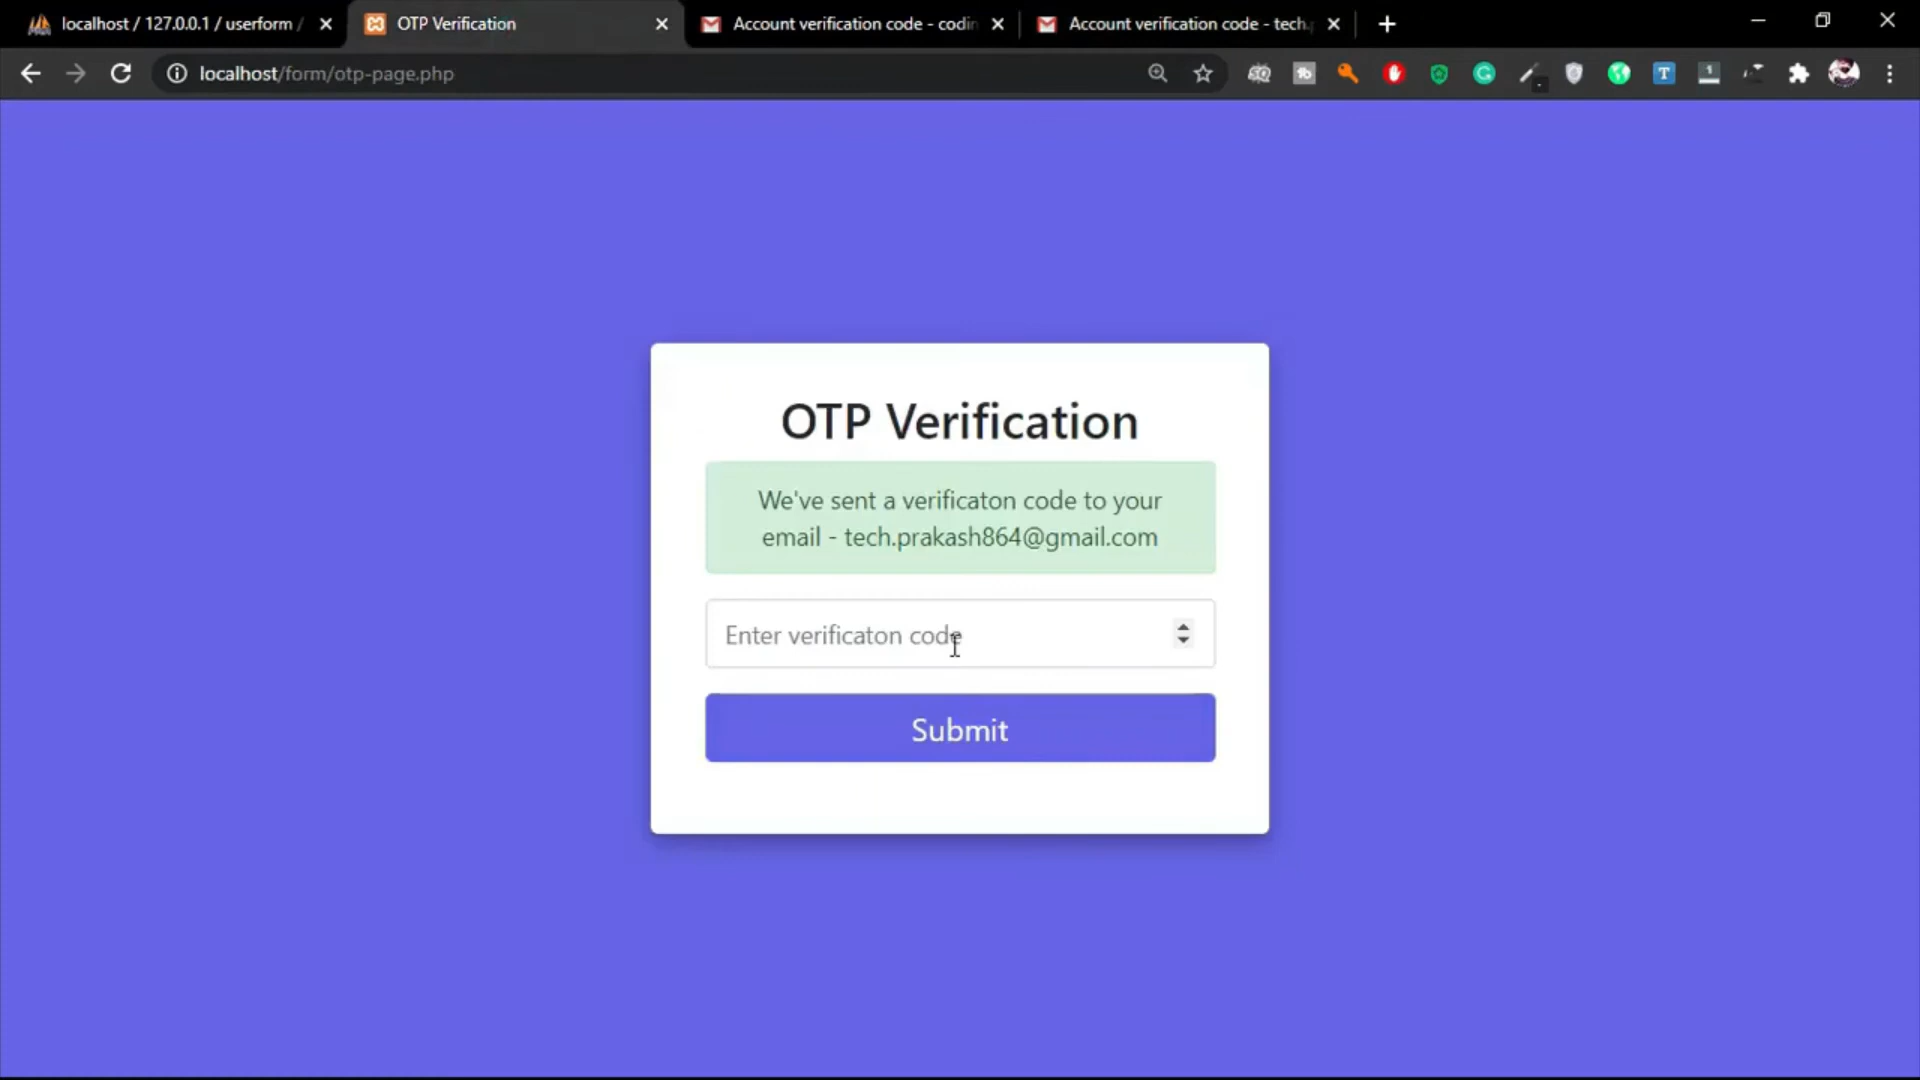 localhost / 127.0.0.1 / userform /
OTP Verification
Account verification code - codin
Account verification code - tech.
localhost/form/otp-page.php
OTP Verification
We've sent a verificaton code to your
email - tech.prakash864@gmail.com
Enter verificaton code
Submit